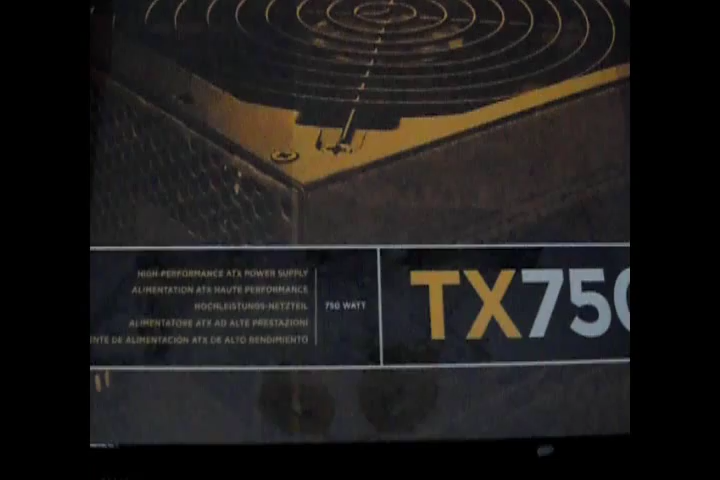 HIGH-PERFORMANCE ATX POWER SUPPLY
ALIMENTATION ATX HAUTE PERFORMANCE
HOCHLEISTUNGS-NETZTEIL
ALIMENTATORE ATX AD ALTE PRESTAZIONI
DE ALIMENTACIÓN ATX DE ALTO RENDIMIENTO
750 WATT
TX750